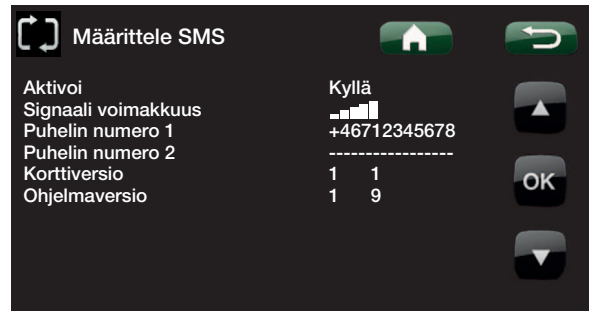 Määrittele SMS
Aktivoi Kyllä
Signaali voimakkuus
Puhelin numero 1 +46712345678
Puhelin numero 2 -----------------
Korttiversio 1 1
OK
Ohjelmaversio 1 9